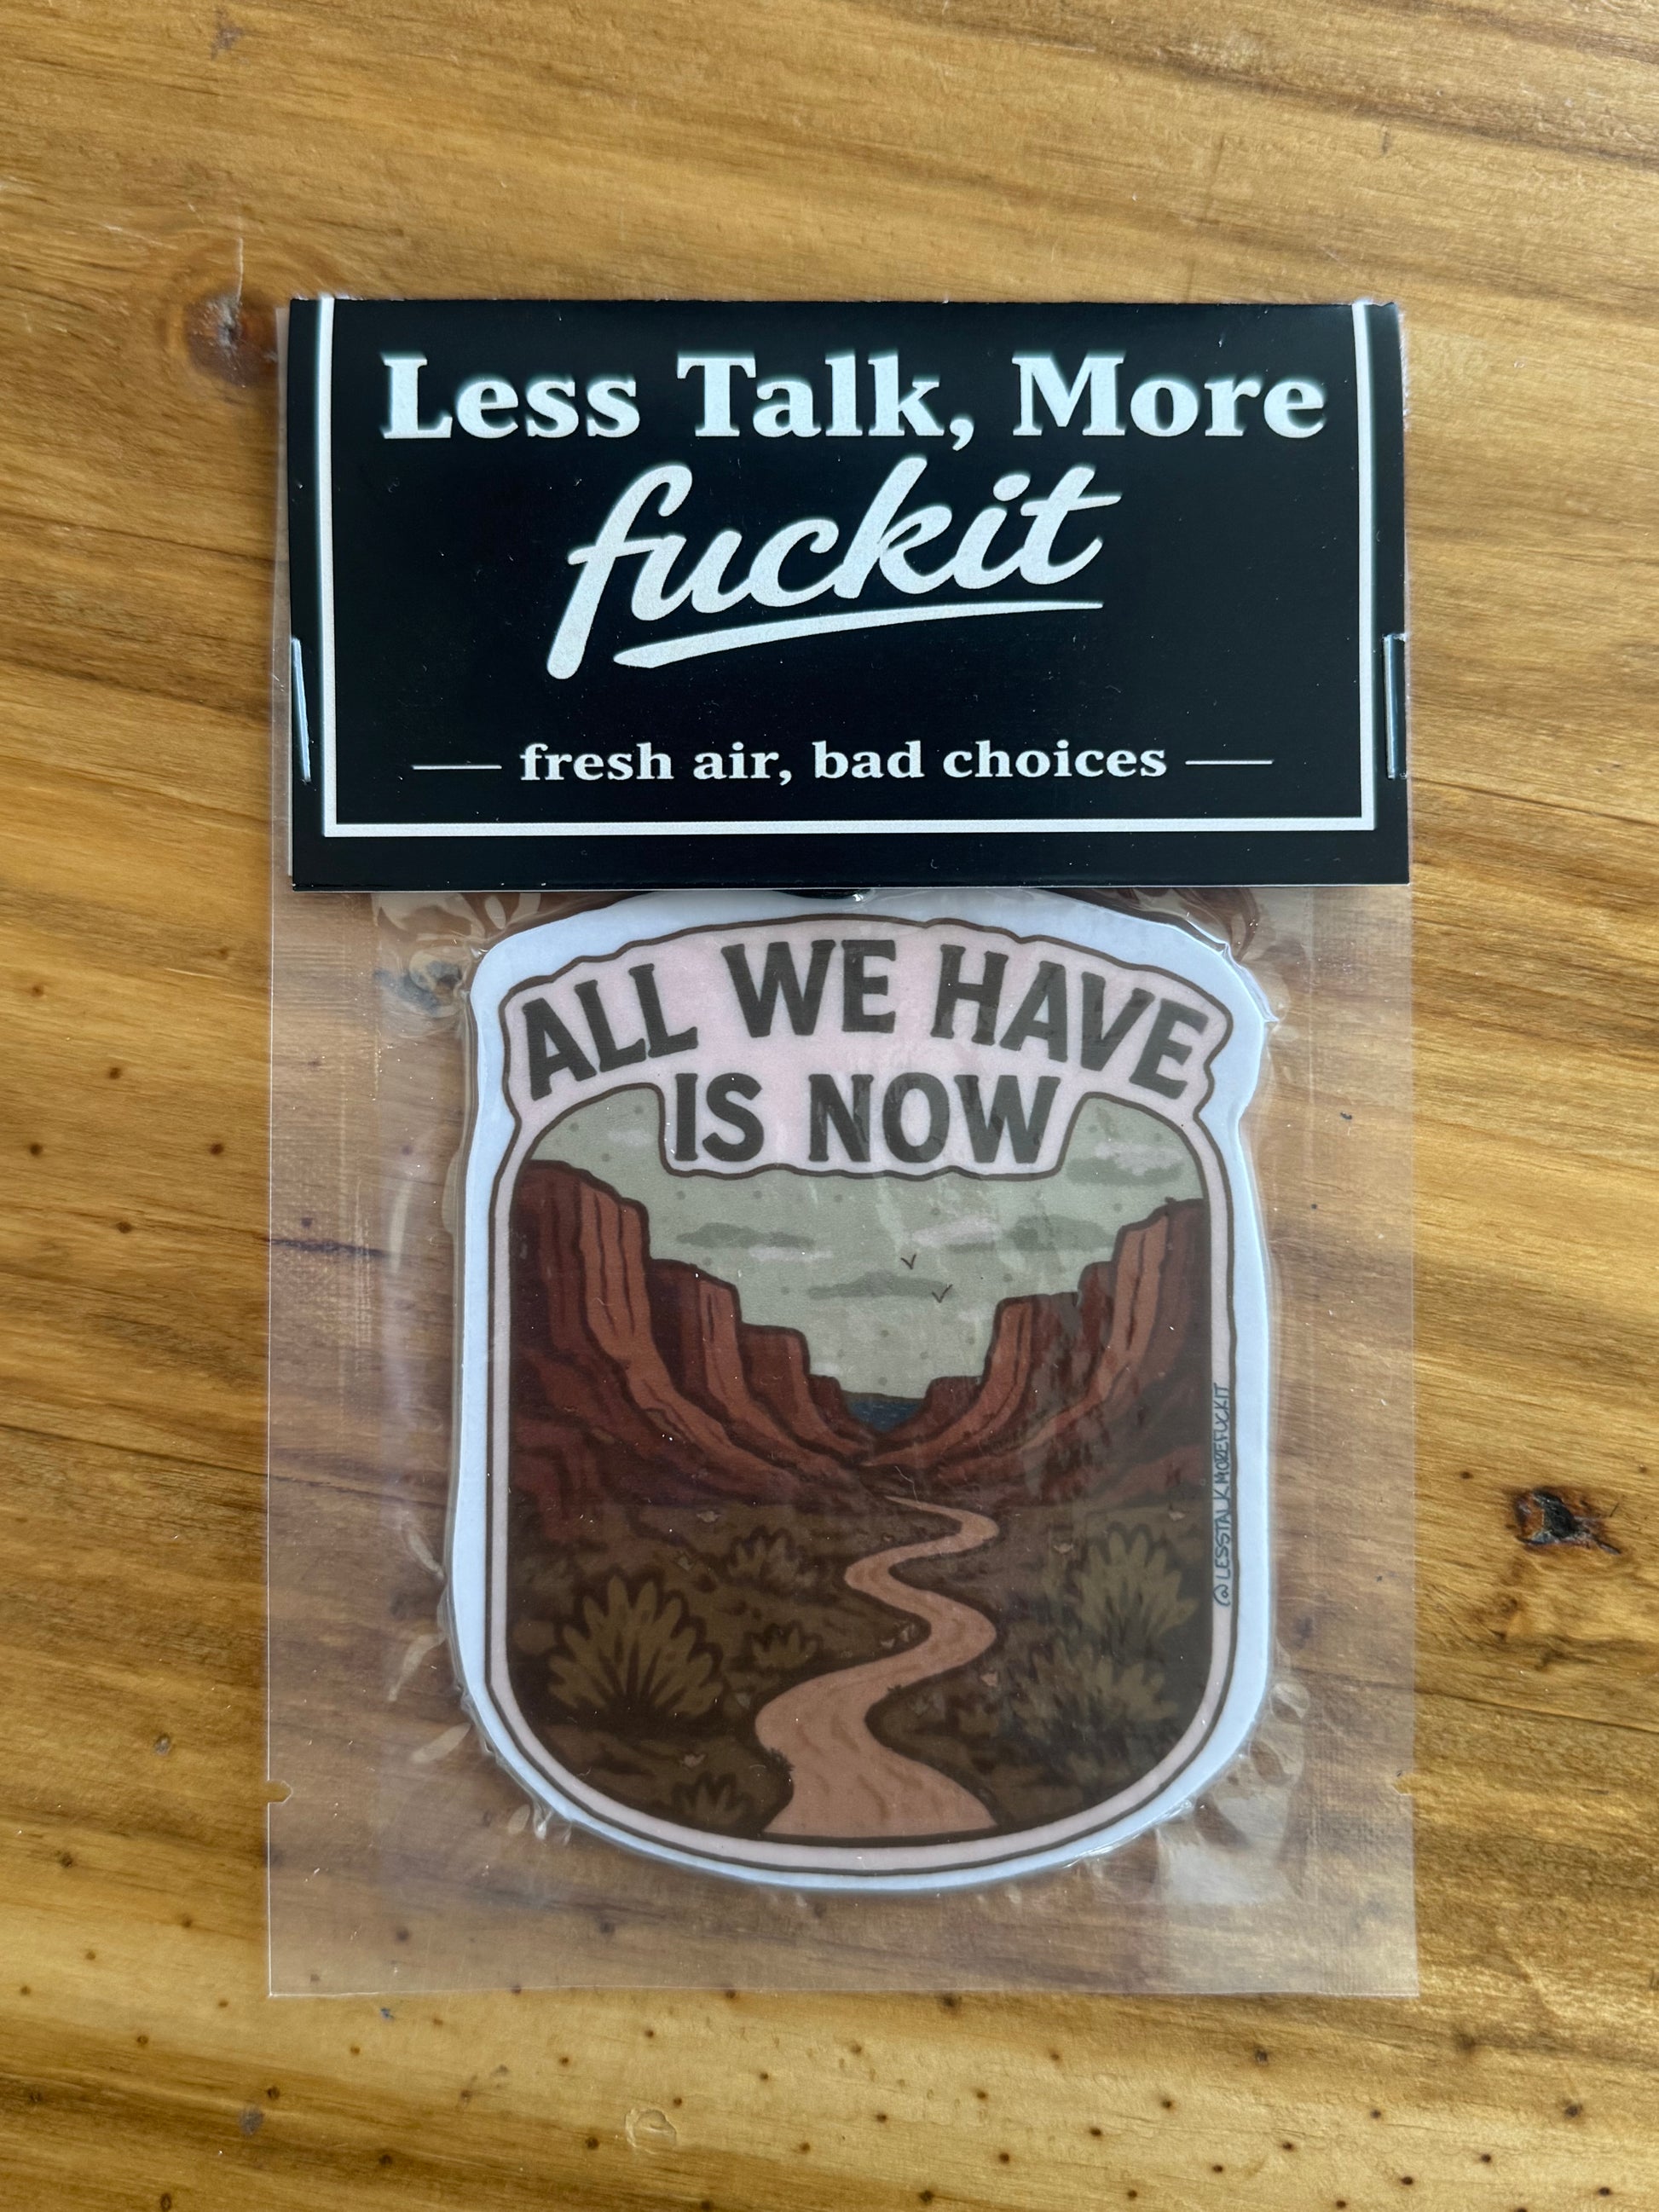 Less Talk, More
fuckit
fresh air, bad choices
ALL WE HAVE
IS NOW
@LESSTALKMOREFUCKIT